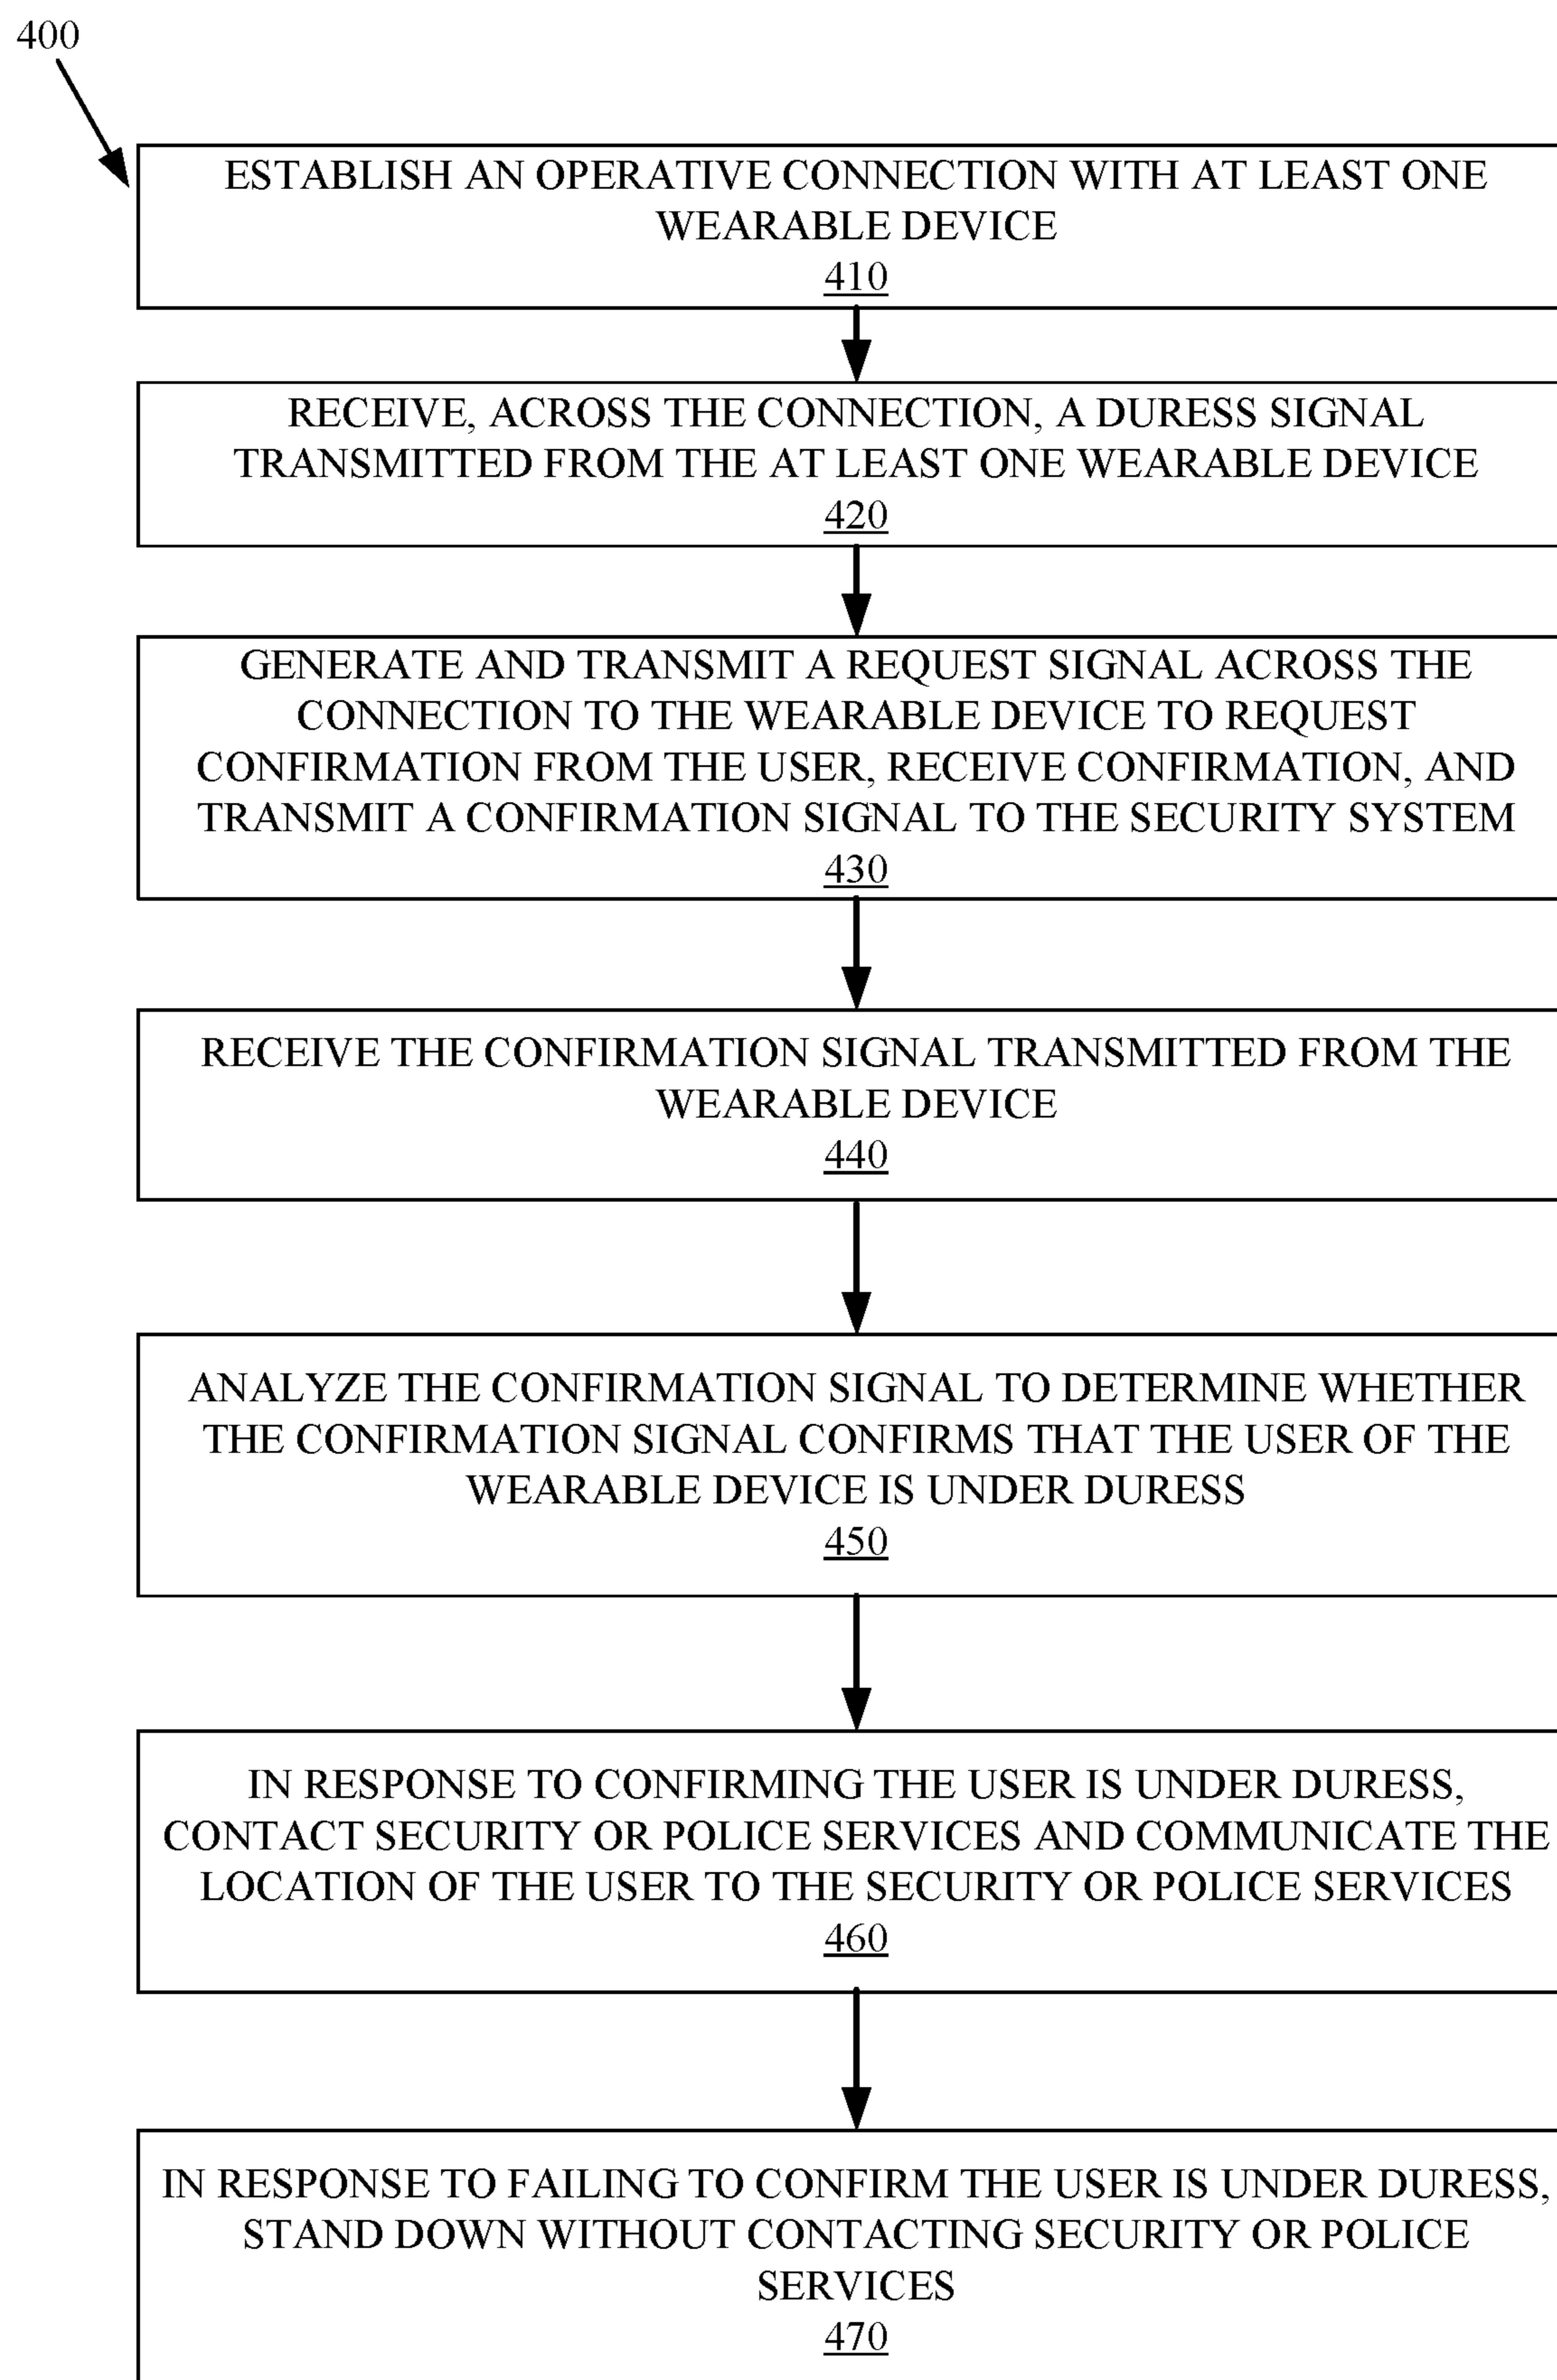 400
ESTABLISH AN OPERATIVE CONNECTION WITH AT LEAST ONE
WEARABLE DEVICE
410
RECEIVE, ACROSS THE CONNECTION, A DURESS SIGNAL
TRANSMITTED FROM THE AT LEAST ONE WEARABLE DEVICE
420
GENERATE AND TRANSMIT A REQUEST SIGNAL ACROSS THE
CONNECTION TO THE WEARABLE DEVICE TO REQUEST
CONFIRMATION FROM THE USER, RECEIVE CONFIRMATION, AND
TRANSMIT A CONFIRMATION SIGNAL TO THE SECURITY SYSTEM
430
RECEIVE THE CONFIRMATION SIGNAL TRANSMITTED FROM THE
WEARABLE DEVICE
440
ANALYZE THE CONFIRMATION SIGNAL TO DETERMINE WHETHER
THE CONFIRMATION SIGNAL CONFIRMS THAT THE USER OF THE
WEARABLE DEVICE IS UNDER DURESS
450
IN RESPONSE TO CONFIRMING THE USER IS UNDER DURESS,
CONTACT SECURITY OR POLICE SERVICES AND COMMUNICATE THE
LOCATION OF THE USER TO THE SECURITY OR POLICE SERVICES
460
IN RESPONSE TO FAILING TO CONFIRM THE USER IS UNDER DURESS,
STAND DOWN WITHOUT CONTACTING SECURITY OR POLICE
SERVICES
470